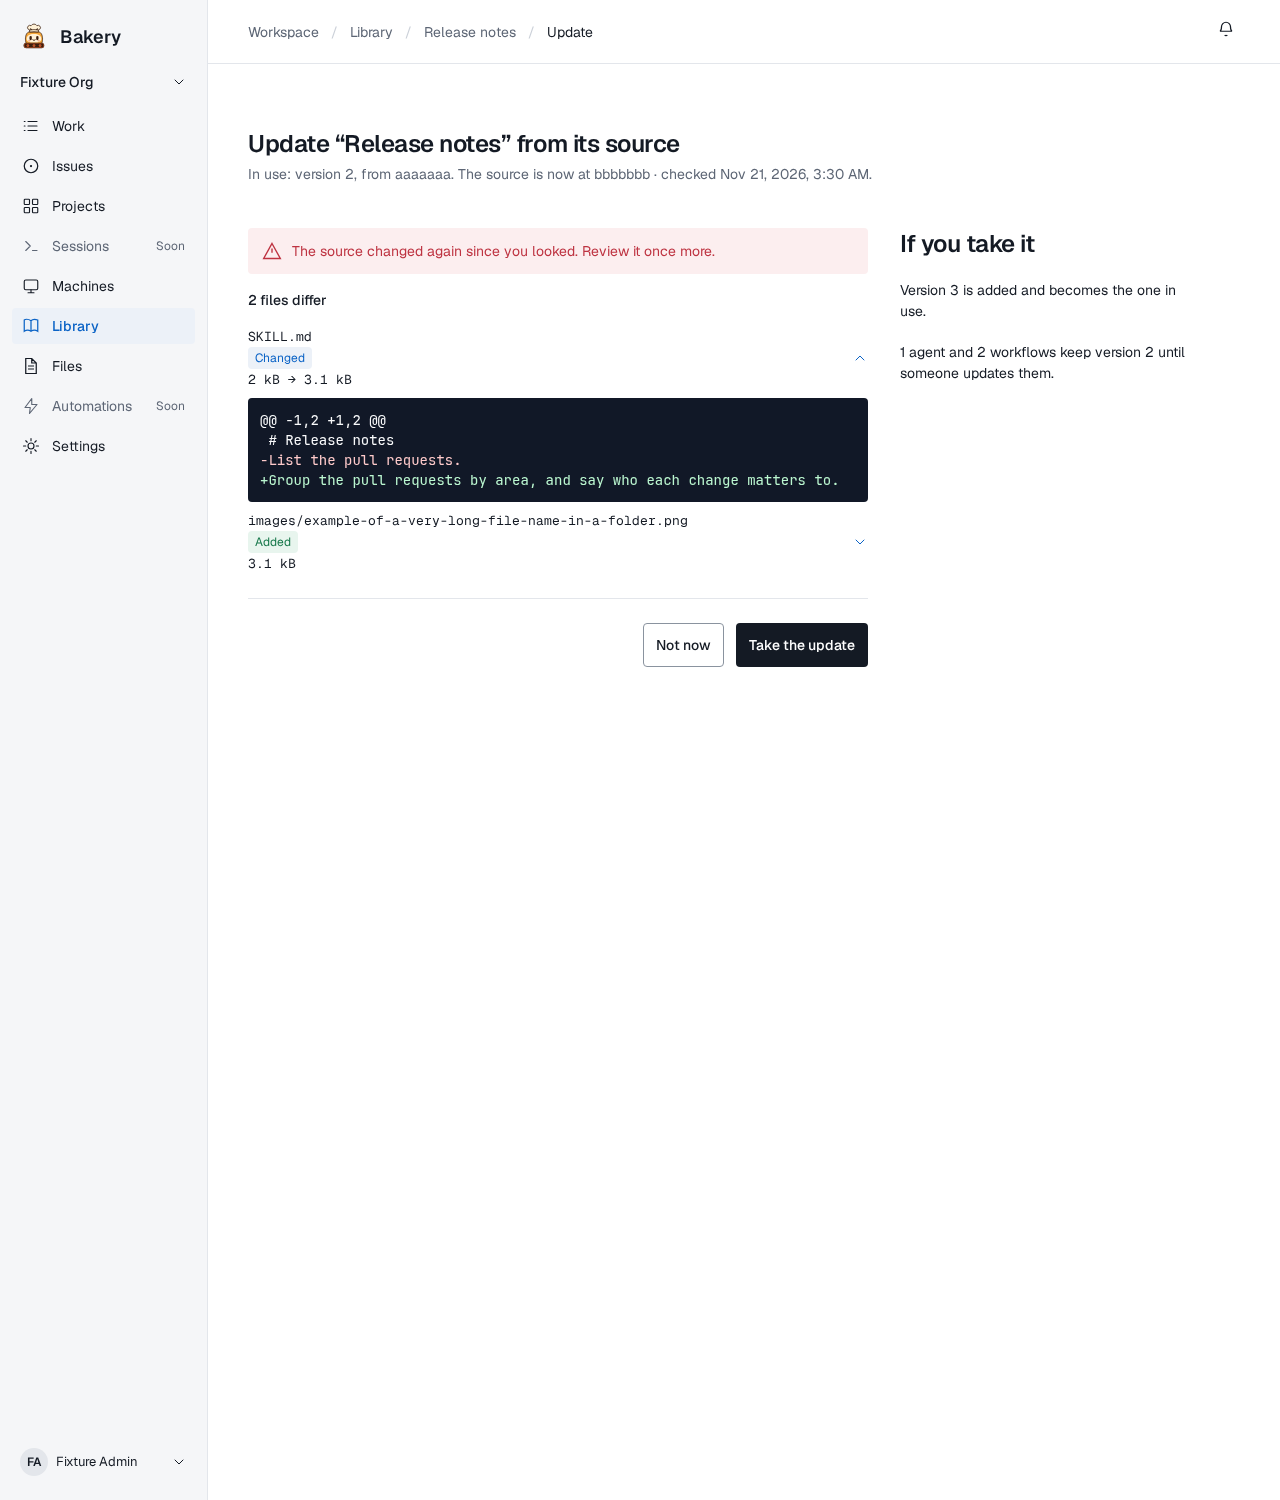 Bakery
Fixture Org
Work
Issues
Projects
Sessions Soon
Machines
Library
Files
Automations Soon
Settings
FA Fixture Admin
Workspace / Library / Release notes / Update
Update “Release notes” from its source
In use: version 2, from aaaaaaa. The source is now at bbbbbbb · checked Nov 21, 2026, 3:30 AM.
The source changed again since you looked. Review it once more.
2 files differ
SKILL.md
Changed
2 kB → 3.1 kB
@@ -1,2 +1,2 @@
# Release notes
-List the pull requests.
+Group the pull requests by area, and say who each change matters to.
images/example-of-a-very-long-file-name-in-a-folder.png
Added
3.1 kB
Not now
Take the update
If you take it
Version 3 is added and becomes the one in
use.
1 agent and 2 workflows keep version 2 until
someone updates them.